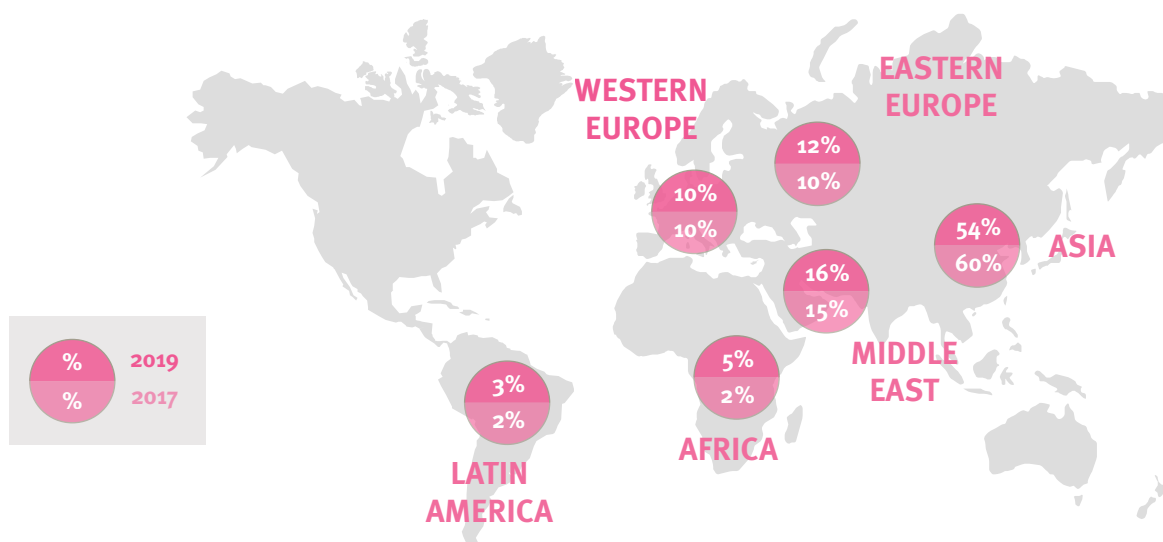 WESTERN
EUROPE
10%
10%
EASTERN
EUROPE
12%
10%
54%
60%
ASIA
16%
15%
MIDDLE
EAST
5%
2%
AFRICA
3%
2%
LATIN
AMERICA
% 2019
% 2017